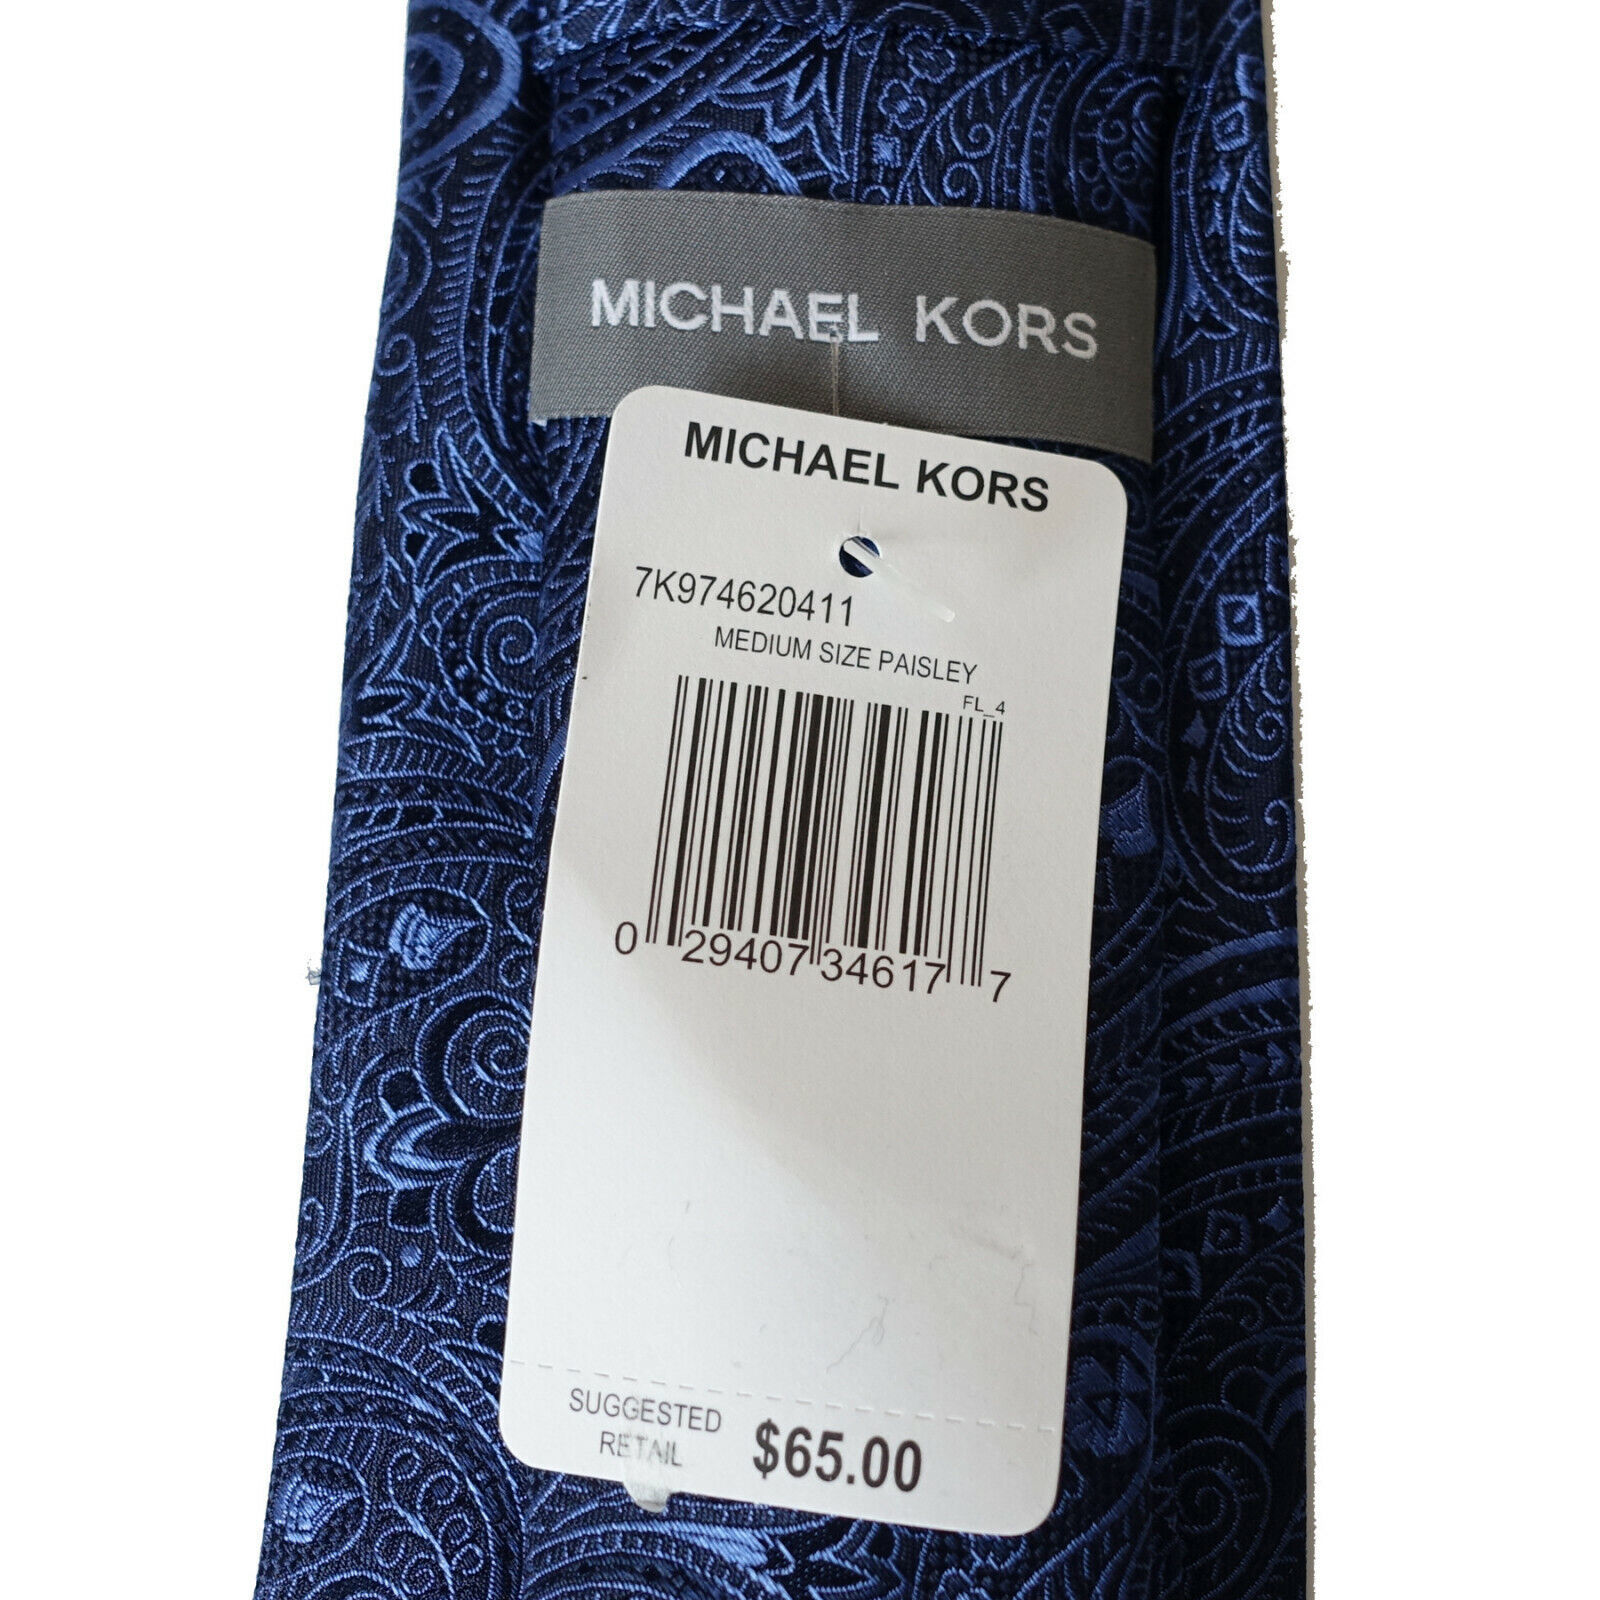 MICHAEL KORS
MICHAEL KORS
7K974620411
MEDIUM SIZE PAISLEY
FL_4
0 29407 34617 7
SUGGESTED
RETAIL
$65.00